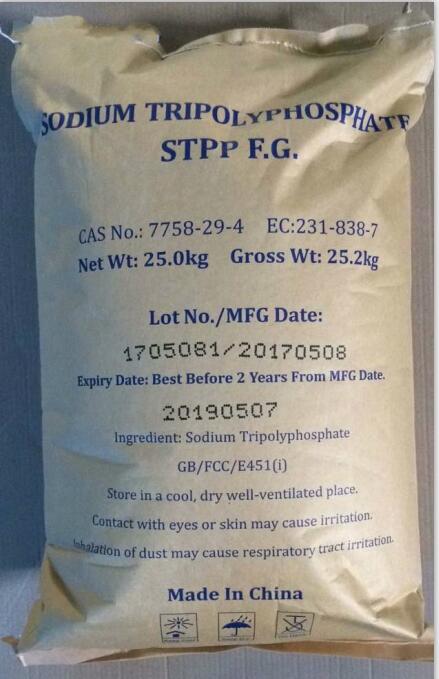 SODIUM TRIPOLYPHOSPHATE
STPP F.G.
CAS No.: 7758-29-4 EC:231-838-7
Net Wt: 25.0kg Gross Wt: 25.2kg
Lot No./MFG Date:
1705081/20170508
Expiry Date: Best Before 2 Years From MFG Date.
20190507
Ingredient: Sodium Tripolyphosphate
GB/FCC/E451(i)
Store in a cool, dry well-ventilated place.
Contact with eyes or skin may cause irritation.
Inhalation of dust may cause respiratory tract irritation.
Made In China